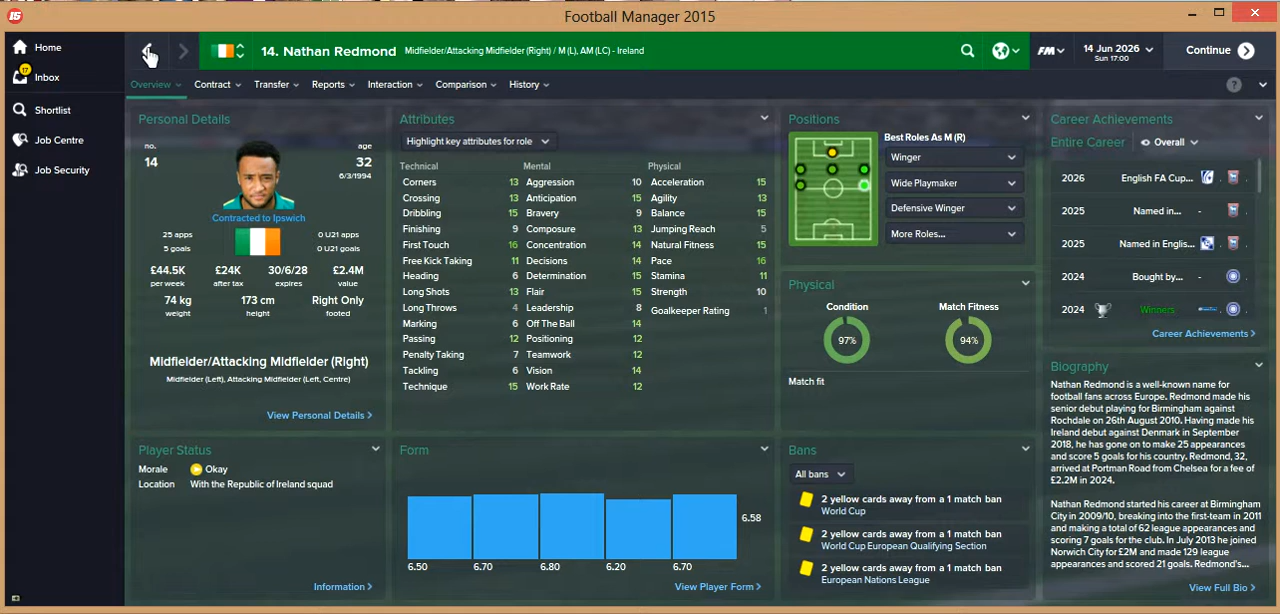 15
Football Manager 2015
Home
17
Inbox
Shortlist
Job Centre
Job Security
14. Nathan Redmond
Midfielder/Attacking Midfielder (Right) / M (L), AM (LC) - Ireland
FM
14 Jun 2026
Sun 17:00
Continue
Overview
Contract
Transfer
Reports
Interaction
Comparison
History
?
Personal Details
no.
14
age
32
6/3/1994
Contracted to Ipswich
25 apps
5 goals
0 U21 apps
0 U21 goals
£44.5K
per week
£24K
after tax
30/6/28
expires
£2.4M
value
74 kg
weight
173 cm
height
Right Only
footed
Midfielder/Attacking Midfielder (Right)
Midfielder (Left), Attacking Midfielder (Left, Centre)
View Personal Details >
Attributes
Highlight key attributes for role
Technical
Corners 13
Crossing 13
Dribbling 15
Finishing 9
First Touch 16
Free Kick Taking 11
Heading 6
Long Shots 13
Long Throws 4
Marking 6
Passing 12
Penalty Taking 7
Tackling 6
Technique 15
Mental
Aggression 10
Anticipation 15
Bravery 9
Composure 13
Concentration 14
Decisions 14
Determination 15
Flair 15
Leadership 8
Off The Ball 14
Positioning 12
Teamwork 12
Vision 14
Work Rate 12
Physical
Acceleration 15
Agility 13
Balance 15
Jumping Reach 5
Natural Fitness 15
Pace 16
Stamina 11
Strength 10
Goalkeeper Rating 1
Positions
Best Roles As M (R)
Winger
Wide Playmaker
Defensive Winger
More Roles...
Physical
Condition
97%
Match Fitness
94%
Match fit
Career Achievements
Entire Career
Overall
2026 English FA Cup...
2025 Named in... -
2025 Named in Englis...
2024 Bought by... -
2024 Winners
Career Achievements >
Biography
Nathan Redmond is a well-known name for
football fans across Europe. Redmond made his
senior debut playing for Birmingham against
Rochdale on 26th August 2010. Having made his
Ireland debut against Denmark in September
2018, he has gone on to make 25 appearances
and score 5 goals for his country. Redmond, 32,
arrived at Portman Road from Chelsea for a fee of
£2.2M in 2024.
Nathan Redmond started his career at Birmingham
City in 2009/10, breaking into the first-team in 2011
and making a total of 62 league appearances and
scoring 7 goals for the club. In July 2013 he joined
Norwich City for £2M and made 129 league
appearances and scored 21 goals. Redmond's...
View Full Bio >
Player Status
Morale Okay
Location With the Republic of Ireland squad
Information >
Form
6.58
6.50
6.70
6.80
6.20
6.70
View Player Form >
Bans
All bans
2 yellow cards away from a 1 match ban
World Cup
2 yellow cards away from a 1 match ban
World Cup European Qualifying Section
2 yellow cards away from a 1 match ban
European Nations League